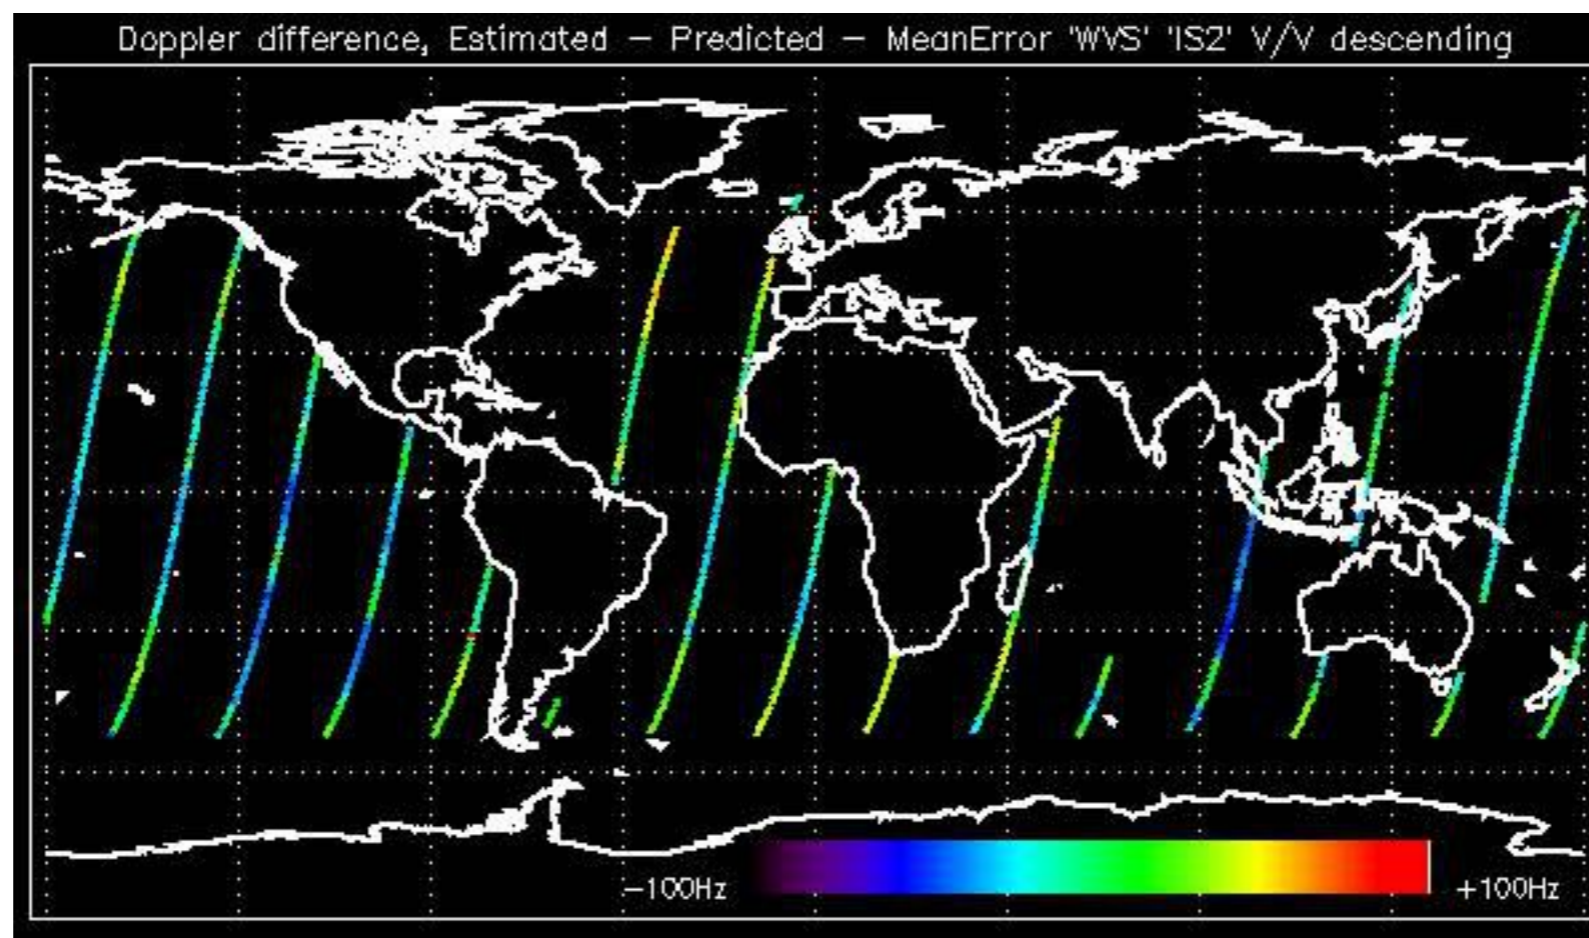 Doppler difference, Estimated – Predicted – MeanError 'WVS' 'IS2' V/V descending
–100Hz
+100Hz